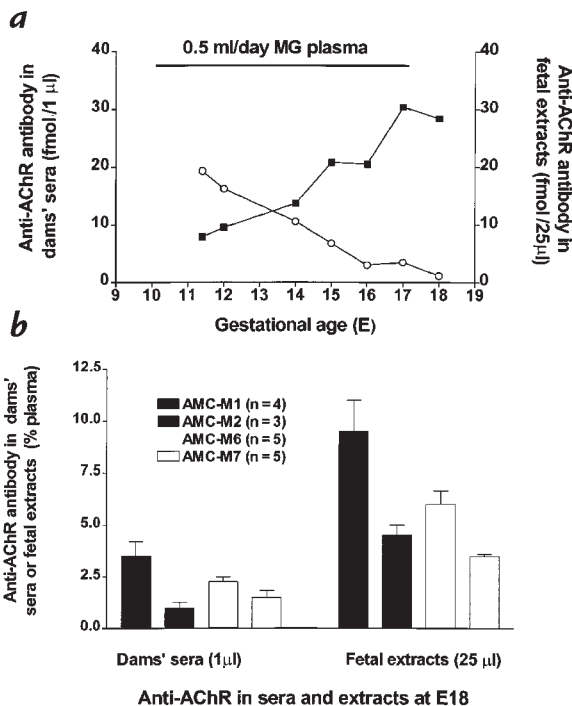 a
0.5 ml/day MG plasma
Anti-AChR antibody in
dams' sera (fmol/1 µl)
40
30
20
10
0
40
30
20
10
0
Anti-AChR antibody in
fetal extracts (fmol/25µl)
9 10 11 12 13 14 15 16 17 18 19
Gestational age (E)
b
Anti-AChR antibody in dams'
sera or fetal extracts (% plasma)
12.5
10.0
7.5
5.0
2.5
0.0
AMC-M1 (n = 4)
AMC-M2 (n = 3)
AMC-M6 (n = 5)
AMC-M7 (n = 5)
Dams' sera (1µl)
Fetal extracts (25 µl)
Anti-AChR in sera and extracts at E18